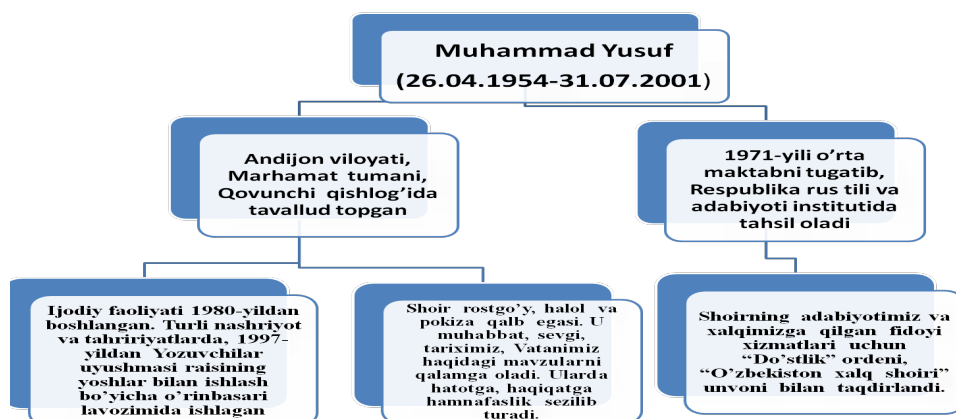 Muhammad Yusuf
(26.04.1954-31.07.2001)
Andijon viloyati,
Marhamat tumani,
Qovunchi qishlog’ida
tavallud topgan
1971-yili o’rta
maktabni tugatib,
Respublika rus tili va
adabiyoti institutida
tahsil oladi
Ijodiy faoliyati 1980-yildan
boshlangan. Turli nashriyot
va tahririyatlarda, 1997-
yildan Yozuvchilar
uyushmasi raisining
yoshlar bilan ishlash
bo’yicha o’rinbasari
lavozimida ishlagan
Shoir rostgo’y, halol va
pokiza qalb egasi. U
muhabbat, sevgi,
tariximiz, Vatanimiz
haqidagi mavzularni
qalamga oladi. Ularda
hatotga, haqiqatga
hamnafaslik sezilib
turadi.
Shoirning adabiyotimiz va
xalqimizga qilgan fidoyi
xizmatlari uchun
“Do’stlik” ordeni,
“O’zbekiston xalq shoiri”
unvoni bilan taqdirlandi.